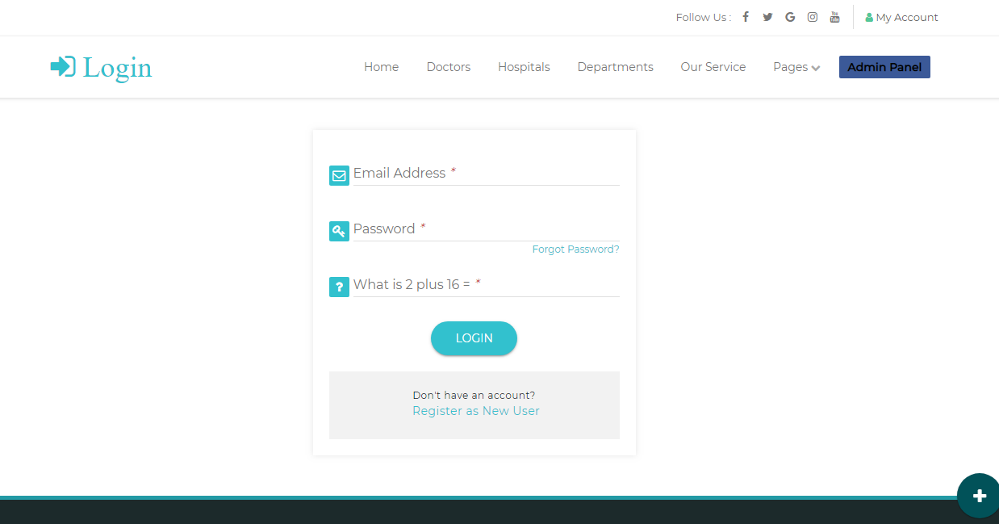 Follow Us :
My Account
Login
Home Doctors Hospitals Departments Our Service Pages Admin Panel
Email Address *
Password *
Forgot Password?
What is 2 plus 16 = *
LOGIN
Don't have an account?
Register as New User